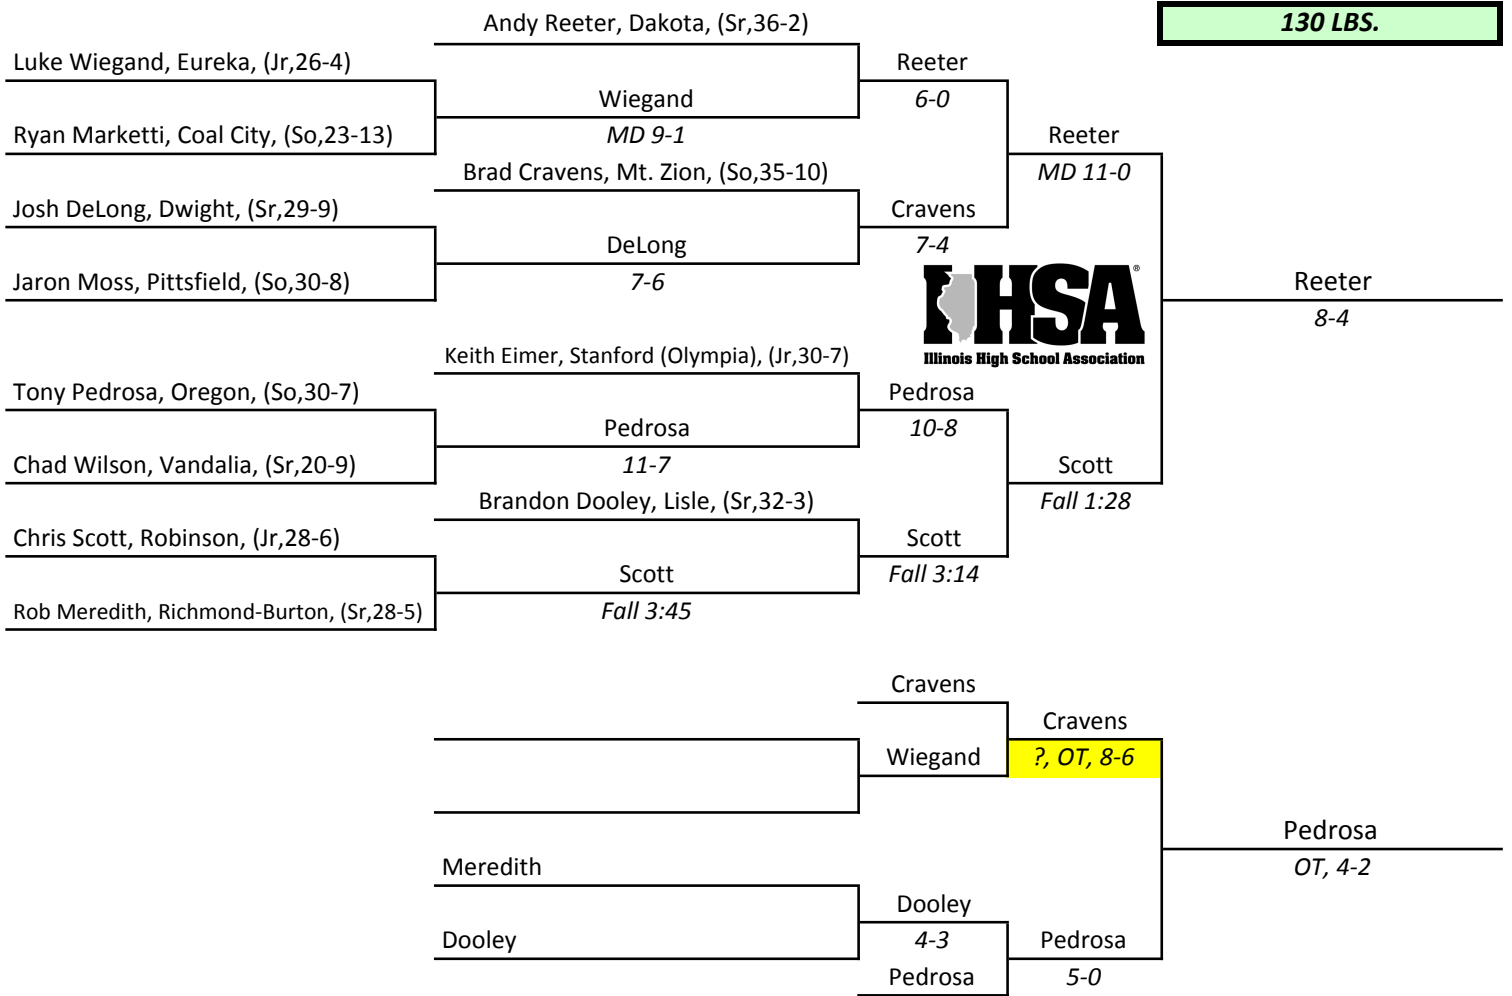 Andy Reeter, Dakota, (Sr,36-2)
130 LBS.
Luke Wiegand, Eureka, (Jr,26-4)
Reeter
Wiegand
6-0
Ryan Marketti, Coal City, (So,23-13)
MD 9-1
Reeter
Brad Cravens, Mt. Zion, (So,35-10)
MD 11-0
Josh DeLong, Dwight, (Sr,29-9)
Cravens
DeLong
7-4
Jaron Moss, Pittsfield, (So,30-8)
7-6
IHSA®
Illinois High School Association
Reeter
8-4
Keith Eimer, Stanford (Olympia), (Jr,30-7)
Tony Pedrosa, Oregon, (So,30-7)
Pedrosa
Pedrosa
10-8
Chad Wilson, Vandalia, (Sr,20-9)
11-7
Scott
Brandon Dooley, Lisle, (Sr,32-3)
Fall 1:28
Chris Scott, Robinson, (Jr,28-6)
Scott
Scott
Fall 3:14
Rob Meredith, Richmond-Burton, (Sr,28-5)
Fall 3:45
Cravens
Cravens
Wiegand
?, OT, 8-6
Pedrosa
Meredith
OT, 4-2
Dooley
Dooley
4-3
Pedrosa
Pedrosa
5-0